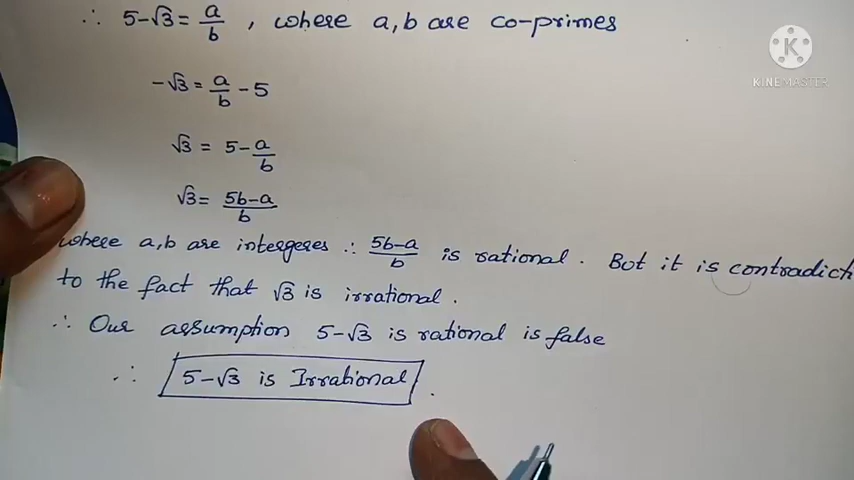 ∴ 5-√3 = a/b , where a,b are co-primes
K
KINEMASTER
-√3 = a/b - 5
√3 = 5 - a/b
√3 = 5b-a/b
where a,b are intergeres ∴ 5b-a/b is rational. But it is contradich
to the fact that √3 is irrational.
∴ Our assumption 5-√3 is rational is false
∴ 5-√3 is Irrational.